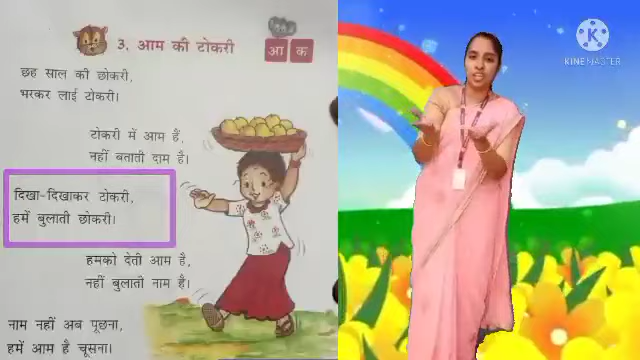 3. आम की टोकरी
आ क
छह साल की छोकरी,
भरकर लाई टोकरी।
टोकरी में आम हैं,
नहीं बताती दाम है।
दिखा-दिखाकर टोकरी,
हमें बुलाती छोकरी।
हमको देती आम है,
नहीं बुलाती नाम है।
नाम नहीं अब पूछना,
हमें आम है चूसना।
KINEMASTER